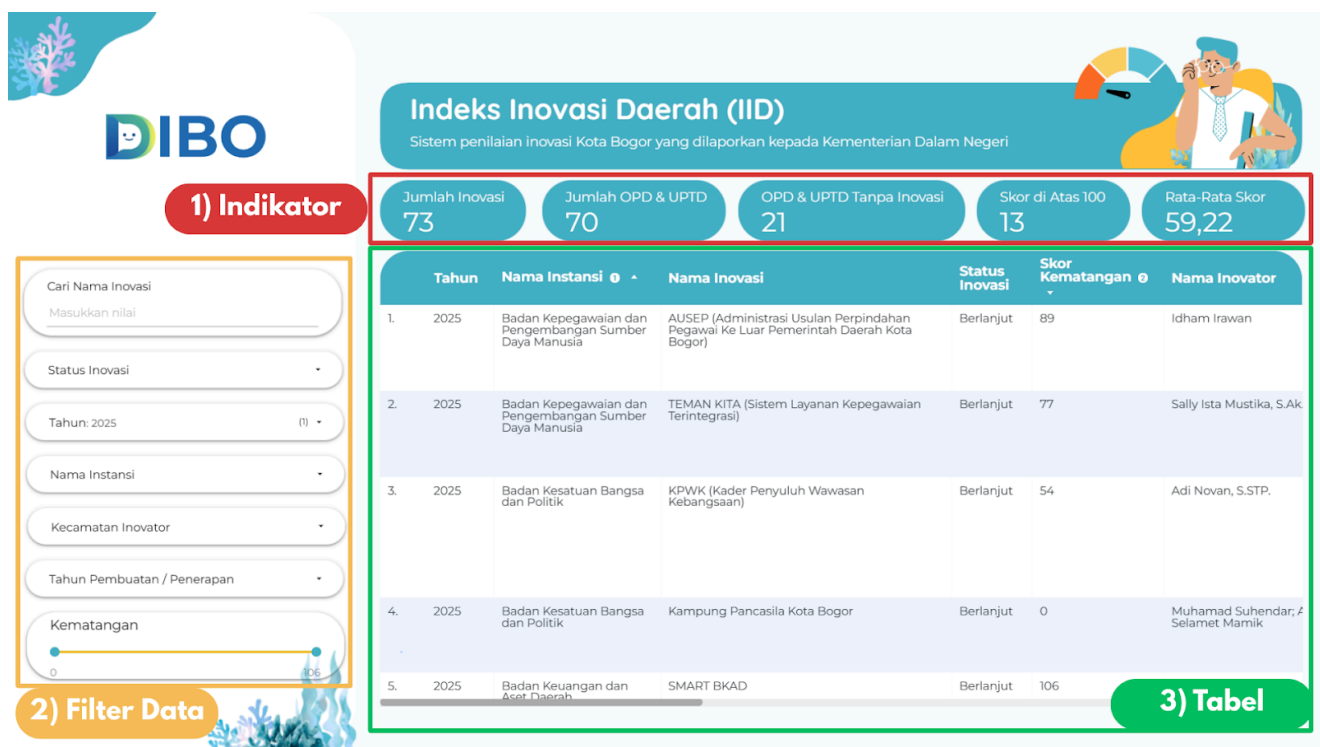 DIBO
Indeks Inovasi Daerah (IID)
Sistem penilaian inovasi Kota Bogor yang dilaporkan kepada Kementerian Dalam Negeri
1) Indikator
Jumlah Inovasi
73
Jumlah OPD & UPTD
70
OPD & UPTD Tanpa Inovasi
21
Skor di Atas 100
13
Rata-Rata Skor
59,22
Cari Nama Inovasi
Masukkan nilai
Status Inovasi
Tahun: 2025 (1)
Nama Instansi
Kecamatan Inovator
Tahun Pembuatan / Penerapan
Kematangan
0 106
2) Filter Data
Tahun
Nama Instansi
Nama Inovasi
Status
Inovasi
Skor
Kematangan
Nama Inovator
1.
2025
Badan Kepegawaian dan
Pengembangan Sumber
Daya Manusia
AUSEP (Administrasi Usulan Perpindahan
Pegawai Ke Luar Pemerintah Daerah Kota
Bogor)
Berlanjut
89
Idham Irawan
2.
2025
Badan Kepegawaian dan
Pengembangan Sumber
Daya Manusia
TEMAN KITA (Sistem Layanan Kepegawaian
Terintegrasi)
Berlanjut
77
Sally Ista Mustika, S.Ak.
3.
2025
Badan Kesatuan Bangsa
dan Politik
KPWK (Kader Penyuluh Wawasan
Kebangsaan)
Berlanjut
54
Adi Novan, S.STP.
4.
2025
Badan Kesatuan Bangsa
dan Politik
Kampung Pancasila Kota Bogor
Berlanjut
0
Muhamad Suhendar;
Selamet Mamik
5.
2025
Badan Keuangan dan
Aset Daerah
SMART BKAD
Berlanjut
106
3) Tabel